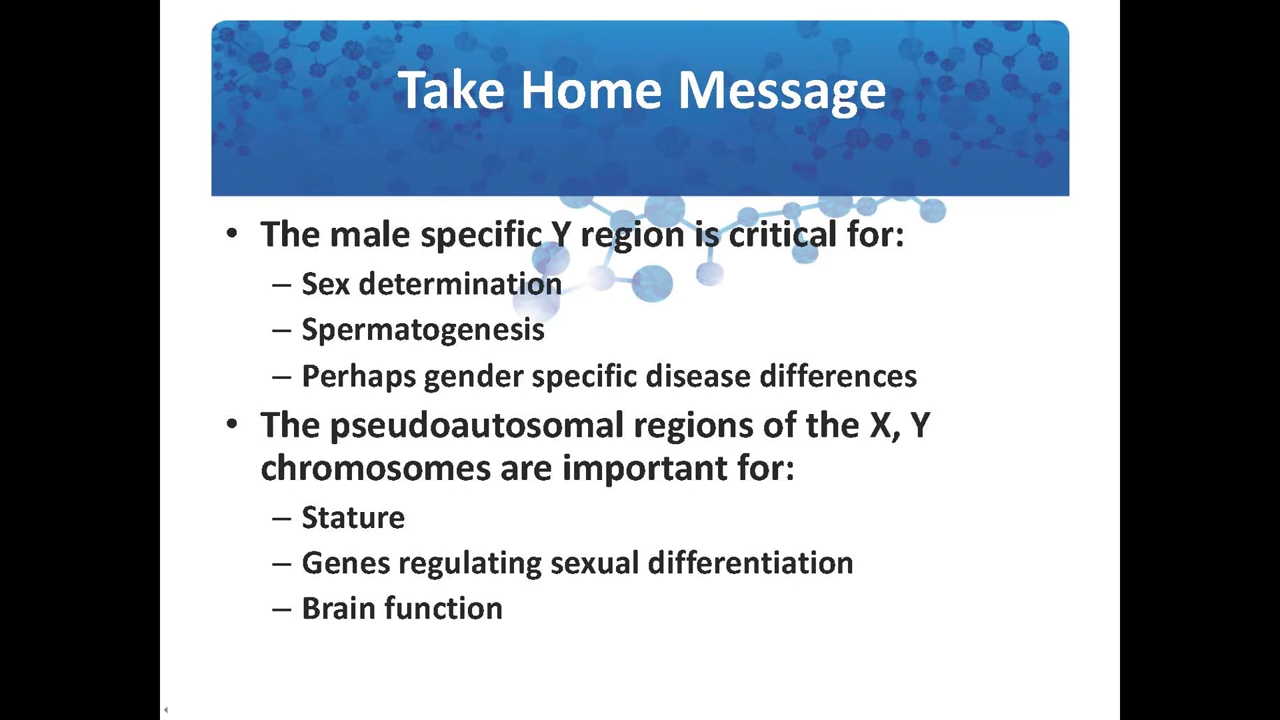 Take Home Message
• The male specific Y region is critical for:
– Sex determination
– Spermatogenesis
– Perhaps gender specific disease differences
• The pseudoautosomal regions of the X, Y
chromosomes are important for:
– Stature
– Genes regulating sexual differentiation
– Brain function